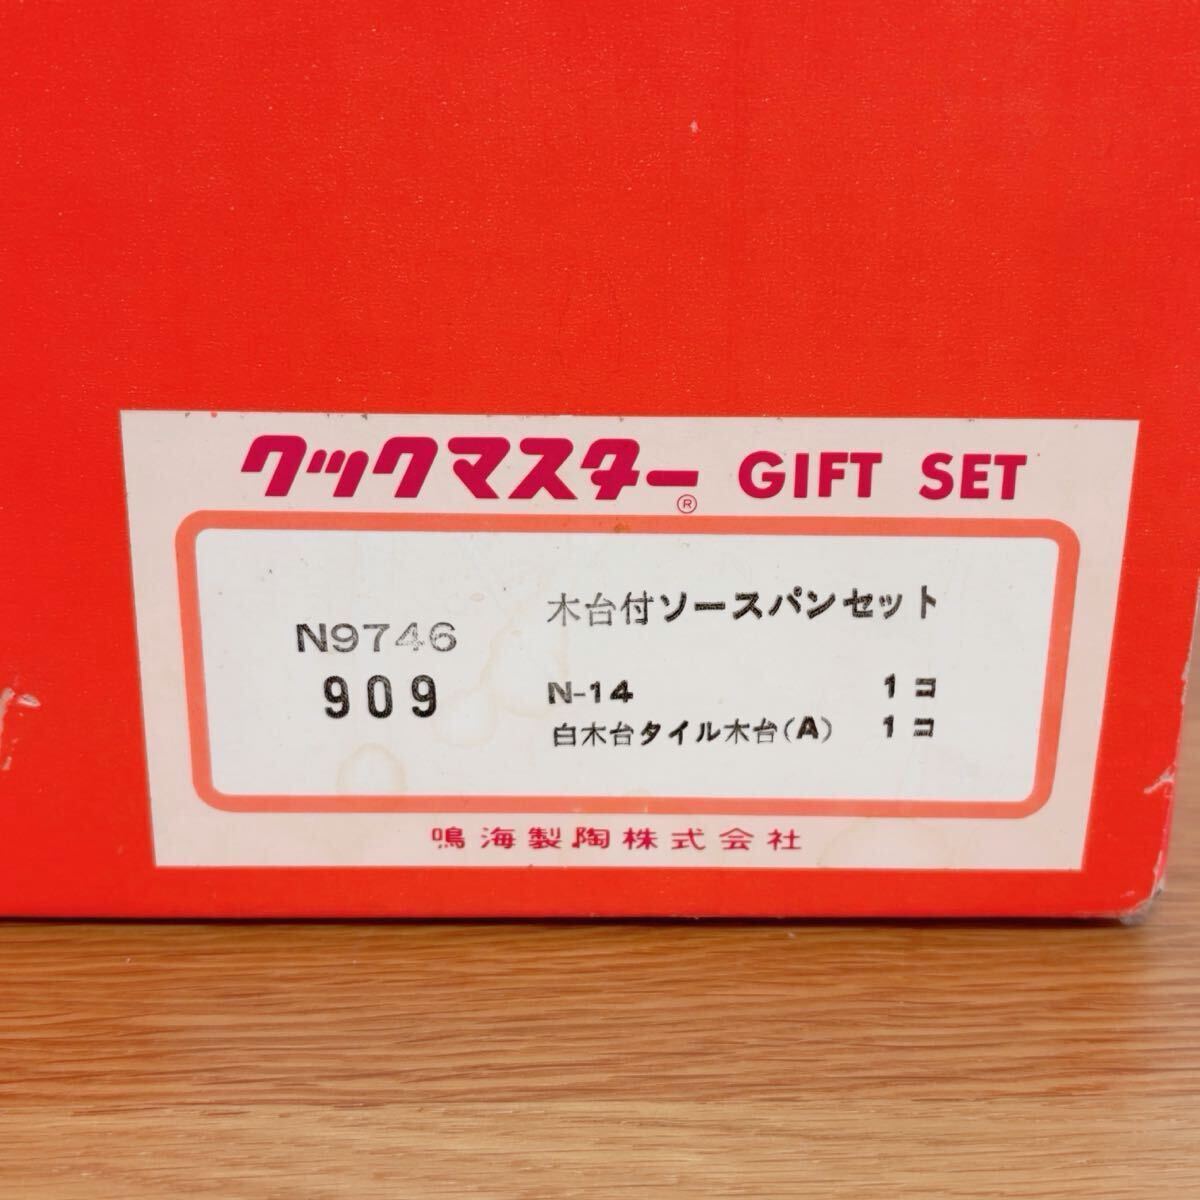 クックマスター® GIFT SET
木台付ソースパンセット
N9746
909
N-14 1コ
白木台タイル木台(A) 1コ
鳴海製陶株式会社